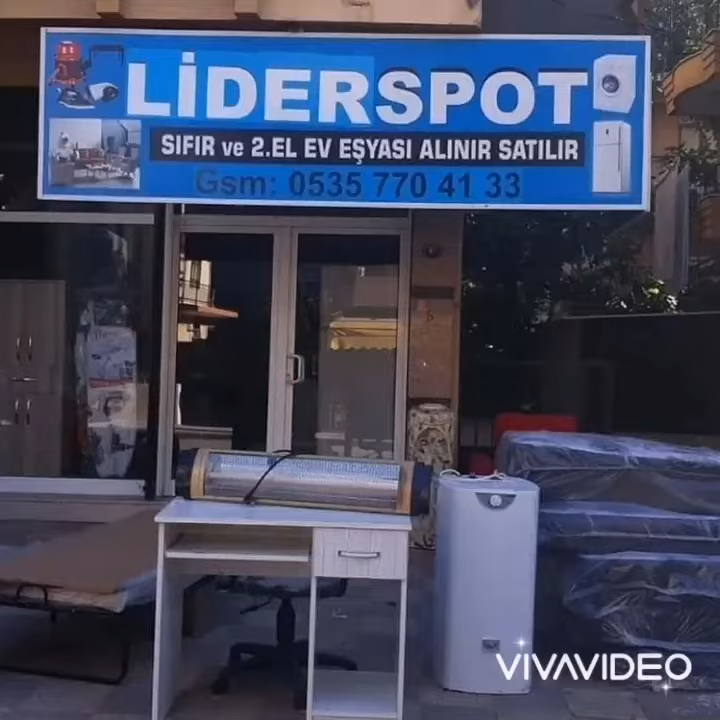 LİDERSPOT
SIFIR ve 2.EL EV EŞYASI ALINIR SATILIR
Gsm: 0535 770 41 33
VIVAVIDEO